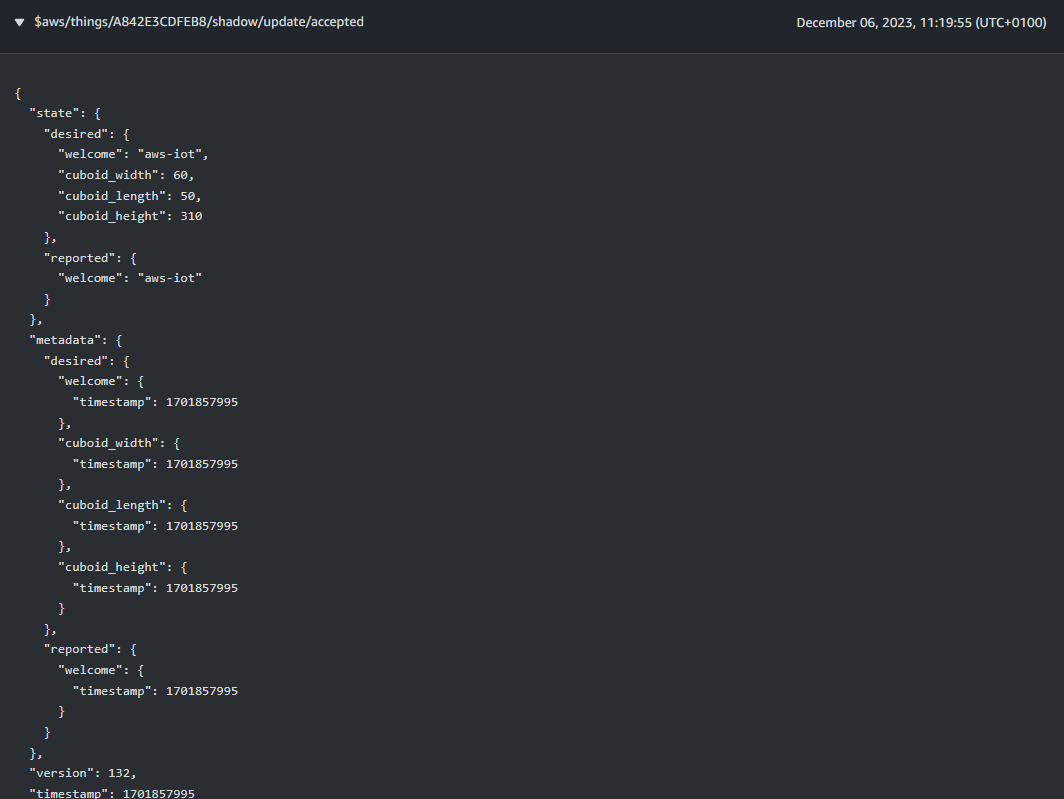 $aws/things/A842E3CDFEB8/shadow/update/accepted
December 06, 2023, 11:19:55 (UTC+0100)
{
  "state": {
    "desired": {
      "welcome": "aws-iot",
      "cuboid_width": 60,
      "cuboid_length": 50,
      "cuboid_height": 310
    },
    "reported": {
      "welcome": "aws-iot"
    }
  },
  "metadata": {
    "desired": {
      "welcome": {
        "timestamp": 1701857995
      },
      "cuboid_width": {
        "timestamp": 1701857995
      },
      "cuboid_length": {
        "timestamp": 1701857995
      },
      "cuboid_height": {
        "timestamp": 1701857995
      }
    },
    "reported": {
      "welcome": {
        "timestamp": 1701857995
      }
    }
  },
  "version": 132,
  "timestamp": 1701857995